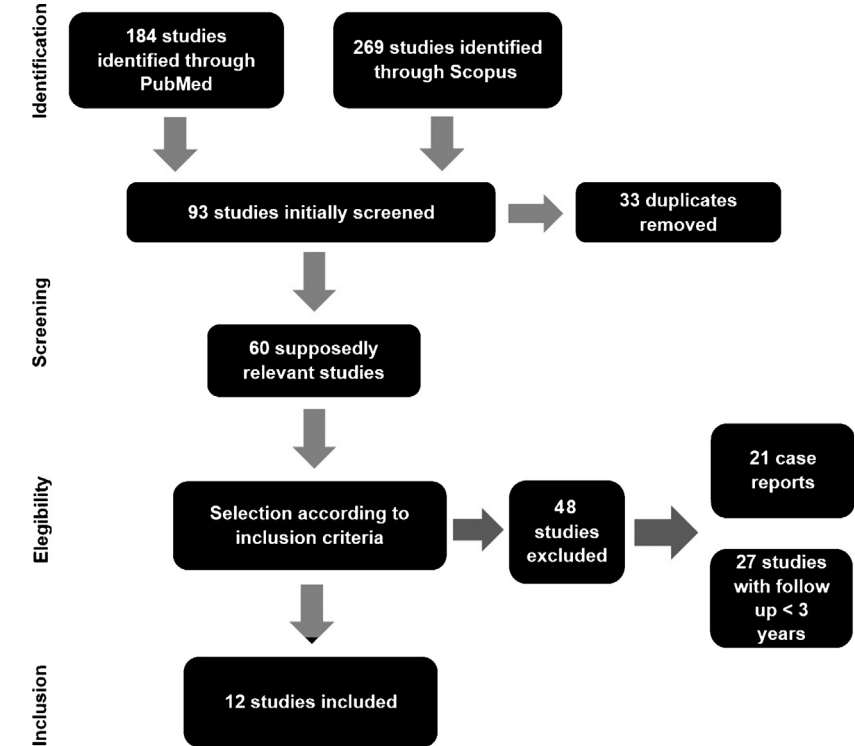 Identification
184 studies
identified through
PubMed
269 studies identified
through Scopus
93 studies initially screened
33 duplicates
removed
Screening
60 supposedly
relevant studies
Elegibility
Selection according to
inclusion criteria
48
studies
excluded
21 case
reports
27 studies
with follow
up < 3
years
Inclusion
12 studies included